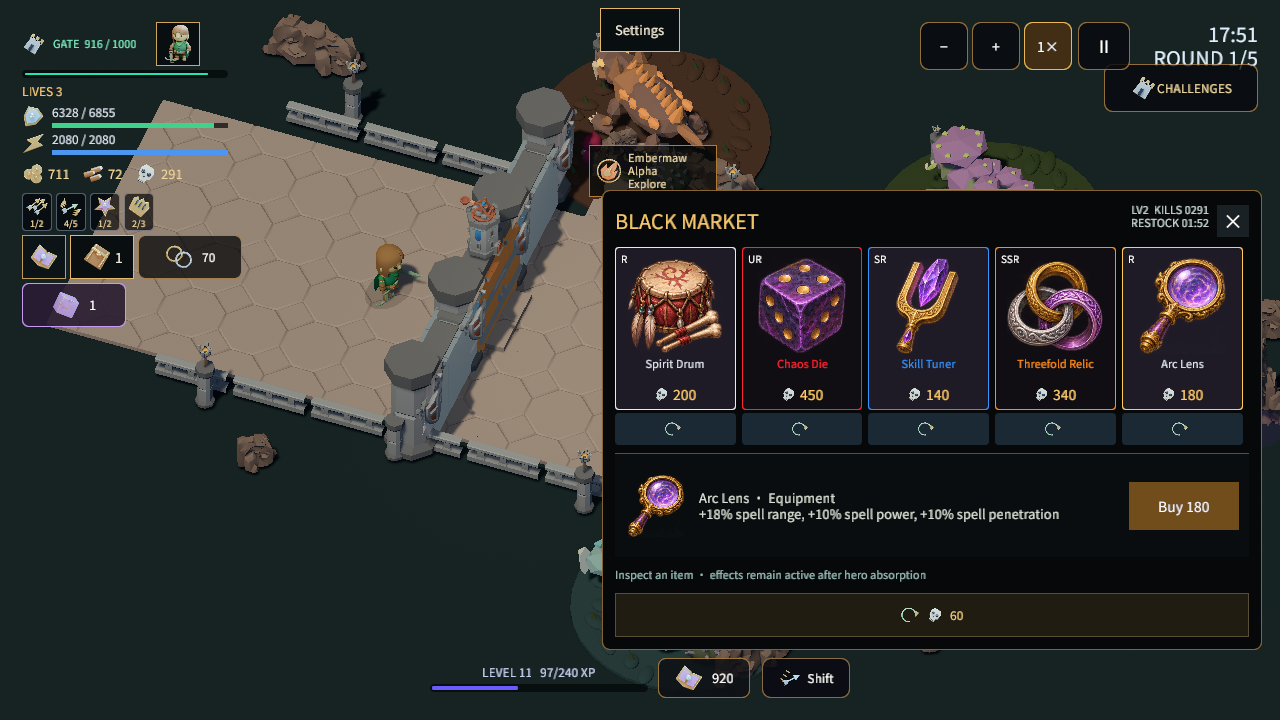 Settings
GATE 916 / 1000
LIVES 3
6328 / 6855
2080 / 2080
711 72 291
1/2 4/5 1/2 2/3
1 70
1
− + 1× II
17:51
ROUND 1/5
CHALLENGES
Embermaw
Alpha
Explore
BLACK MARKET
LV2 KILLS 0291
RESTOCK 01:52
R UR SR SSR R
Spirit Drum Chaos Die Skill Tuner Threefold Relic Arc Lens
200 450 140 340 180
Arc Lens • Equipment
+18% spell range, +10% spell power, +10% spell penetration
Buy 180
Inspect an item • effects remain active after hero absorption
60
LEVEL 11 97/240 XP
920 Shift